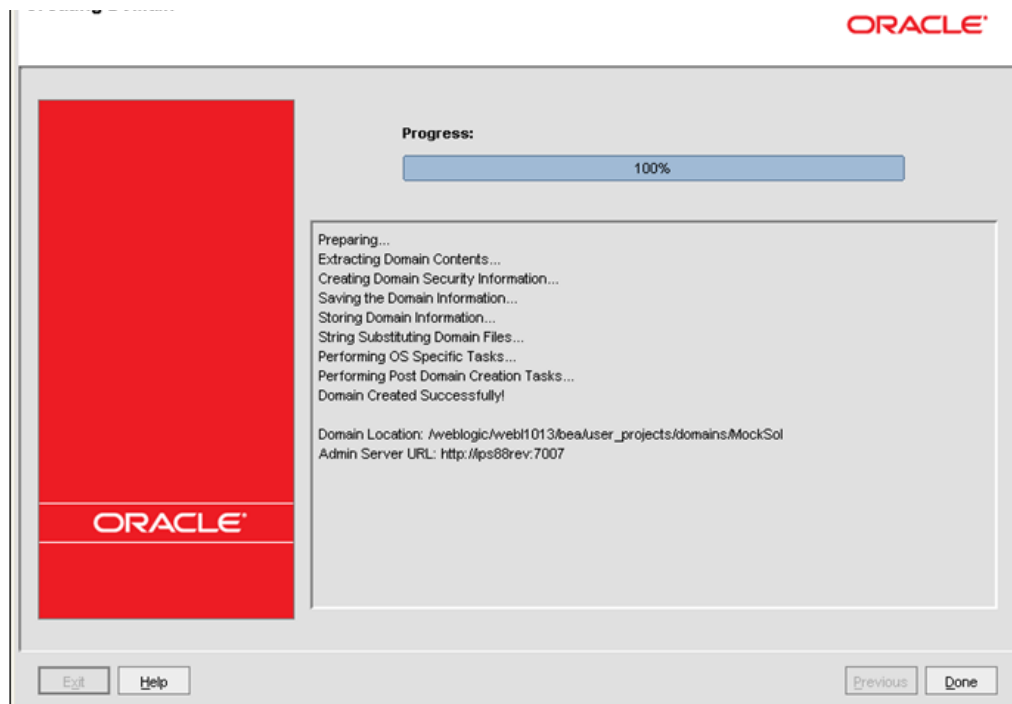 ORACLE
Progress:
100%
Preparing...
Extracting Domain Contents...
Creating Domain Security Information...
Saving the Domain Information...
Storing Domain Information...
String Substituting Domain Files...
Performing OS Specific Tasks...
Performing Post Domain Creation Tasks...
Domain Created Successfully!
Domain Location: /weblogic/webl1013/bea/user_projects/domains/MockSol
Admin Server URL: http://lps88rev:7007
ORACLE
Exit Help Previous Done